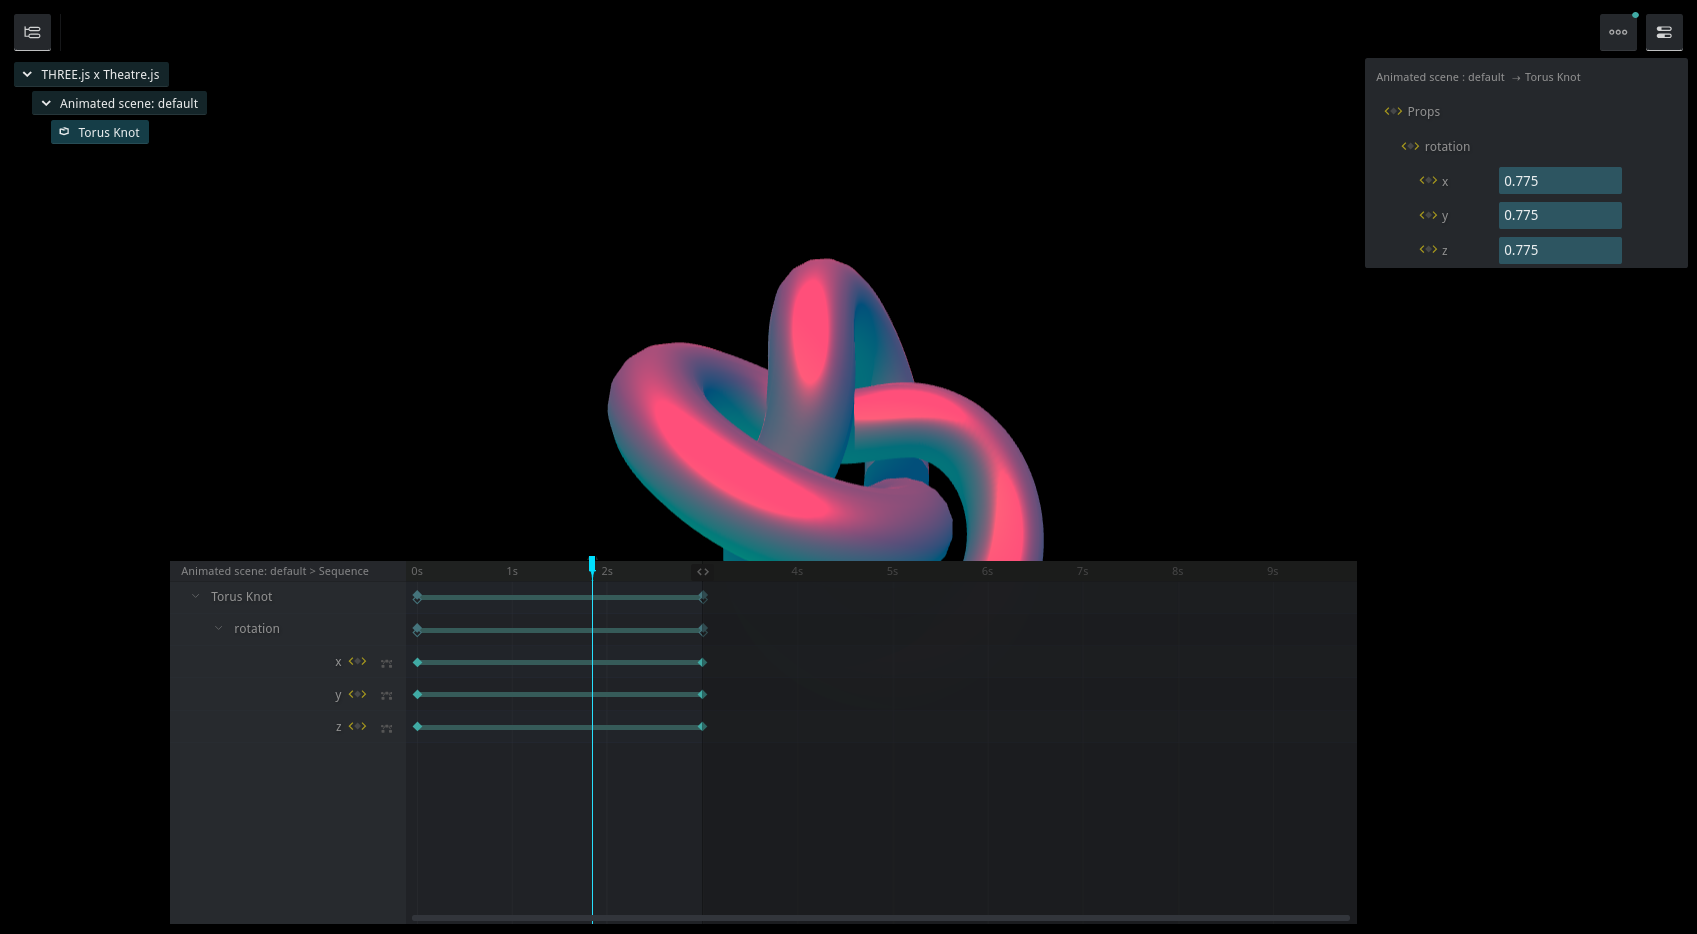 THREE.js x Theatre.js
Animated scene: default
Torus Knot
Animated scene : default → Torus Knot
Props
rotation
x 0.775
y 0.775
z 0.775
Animated scene: default > Sequence 0s 1s 2s 4s 5s 6s 7s 8s 9s
Torus Knot
rotation
x
y
z